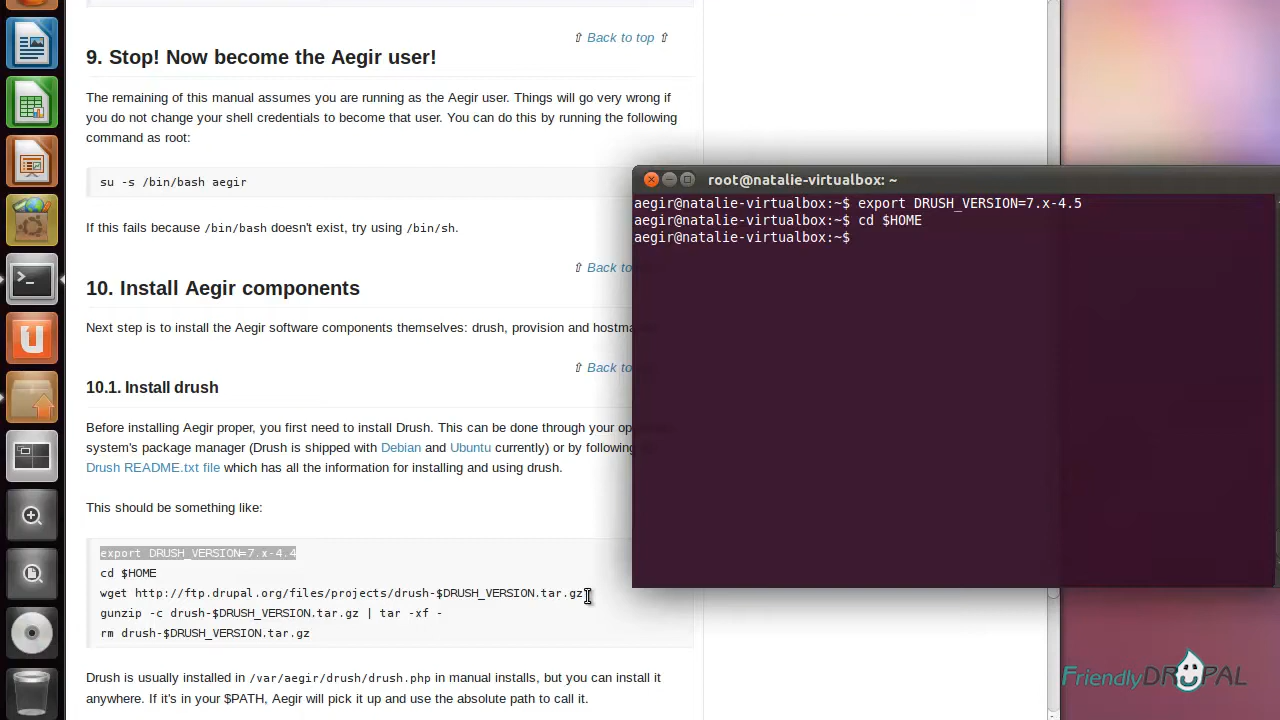 ⇧ Back to top ⇧
9. Stop! Now become the Aegir user!
The remaining of this manual assumes you are running as the Aegir user. Things will go very wrong if
you do not change your shell credentials to become that user. You can do this by running the following
command as root:
su -s /bin/bash aegir
If this fails because /bin/bash doesn't exist, try using /bin/sh.
⇧ Back to
10. Install Aegir components
Next step is to install the Aegir software components themselves: drush, provision and
⇧ Back to
10.1. Install drush
Before installing Aegir proper, you first need to install Drush. This can be done through your
system's package manager (Drush is shipped with Debian and Ubuntu currently) or by following
Drush README.txt file which has all the information for installing and using drush.
This should be something like:
export DRUSH_VERSION=7.x-4.4
cd $HOME
wget http://ftp.drupal.org/files/projects/drush-$DRUSH_VERSION.tar.gz
gunzip -c drush-$DRUSH_VERSION.tar.gz | tar -xf -
rm drush-$DRUSH_VERSION.tar.gz
Drush is usually installed in /var/aegir/drush/drush.php in manual installs, but you can install it
anywhere. If it's in your $PATH, Aegir will pick it up and use the absolute path to call it.
root@natalie-virtualbox: ~
aegir@natalie-virtualbox:~$ export DRUSH_VERSION=7.x-4.5
aegir@natalie-virtualbox:~$ cd $HOME
aegir@natalie-virtualbox:~$
FriendlyDRUPAL